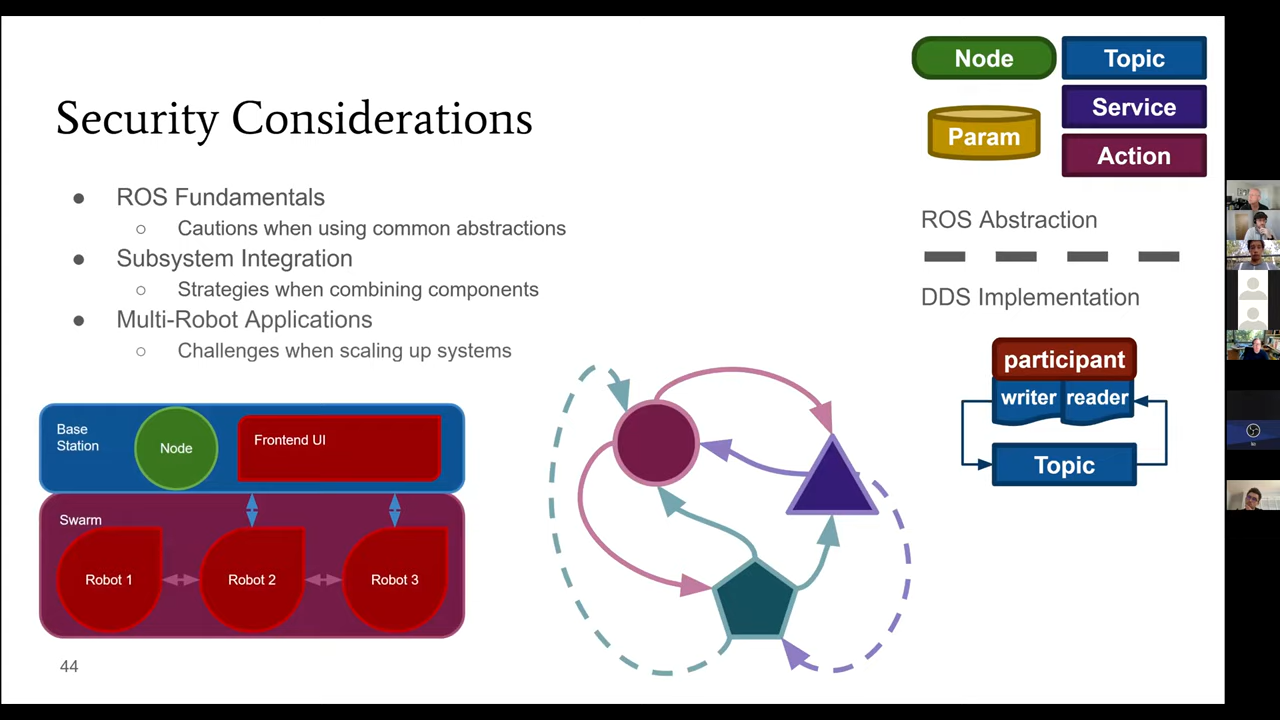 Security Considerations
● ROS Fundamentals
○ Cautions when using common abstractions
● Subsystem Integration
○ Strategies when combining components
● Multi-Robot Applications
○ Challenges when scaling up systems
Node
Topic
Service
Param
Action
ROS Abstraction
DDS Implementation
participant
writer
reader
Topic
Base
Station
Node
Frontend UI
Swarm
Robot 1
Robot 2
Robot 3
44